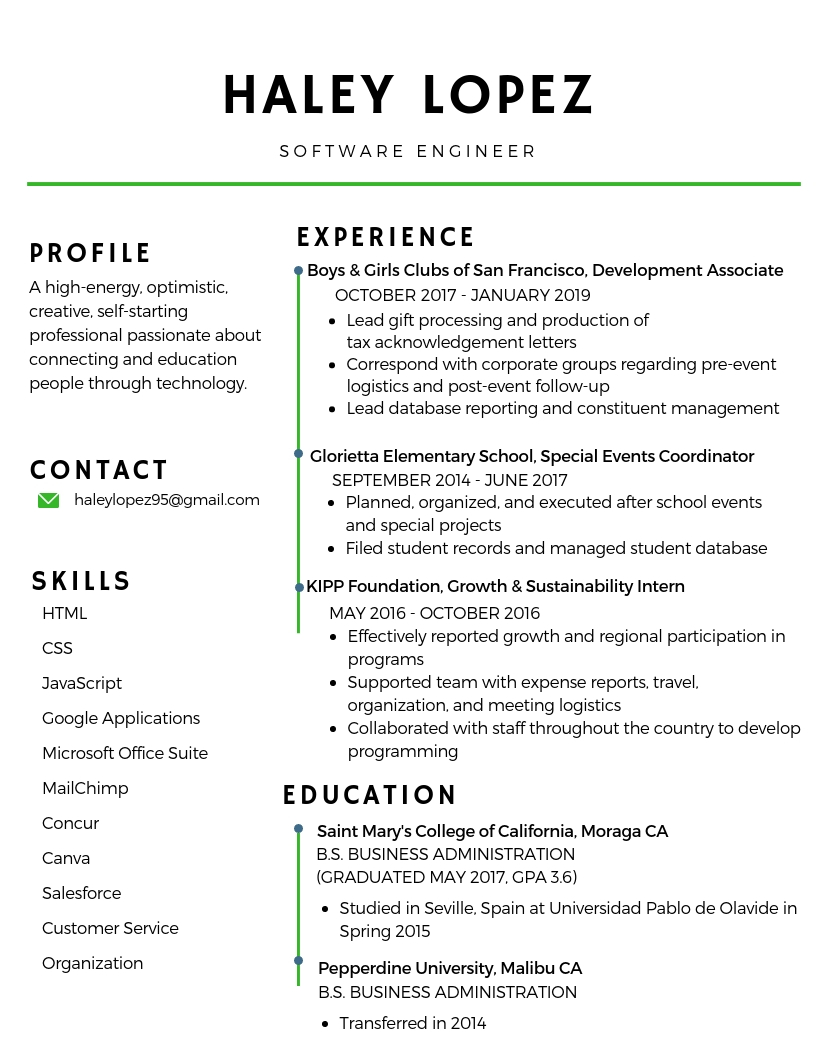 HALEY LOPEZ
SOFTWARE ENGINEER
PROFILE
A high-energy, optimistic,
creative, self-starting
professional passionate about
connecting and education
people through technology.
CONTACT
haleylopez95@gmail.com
SKILLS
HTML
CSS
JavaScript
Google Applications
Microsoft Office Suite
MailChimp
Concur
Canva
Salesforce
Customer Service
Organization
EXPERIENCE
Boys & Girls Clubs of San Francisco, Development Associate
OCTOBER 2017 - JANUARY 2019
• Lead gift processing and production of
tax acknowledgement letters
• Correspond with corporate groups regarding pre-event
logistics and post-event follow-up
• Lead database reporting and constituent management
Glorietta Elementary School, Special Events Coordinator
SEPTEMBER 2014 - JUNE 2017
• Planned, organized, and executed after school events
and special projects
• Filed student records and managed student database
KIPP Foundation, Growth & Sustainability Intern
MAY 2016 - OCTOBER 2016
• Effectively reported growth and regional participation in
programs
• Supported team with expense reports, travel,
organization, and meeting logistics
• Collaborated with staff throughout the country to develop
programming
EDUCATION
Saint Mary's College of California, Moraga CA
B.S. BUSINESS ADMINISTRATION
(GRADUATED MAY 2017, GPA 3.6)
• Studied in Seville, Spain at Universidad Pablo de Olavide in
Spring 2015
Pepperdine University, Malibu CA
B.S. BUSINESS ADMINISTRATION
• Transferred in 2014